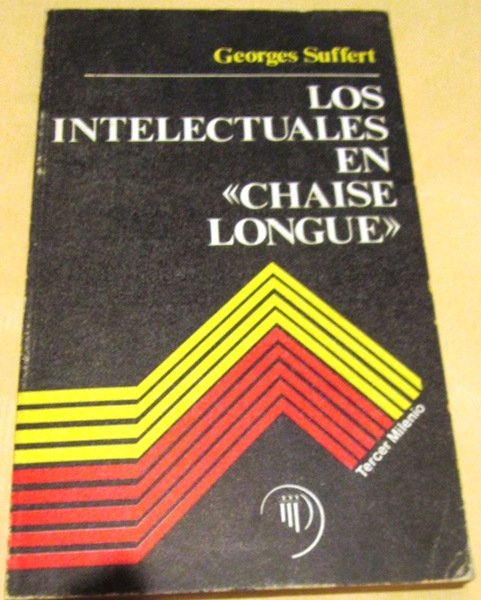 Georges Suffert
LOS
INTELECTUALES
EN
«CHAISE
LONGUE»
Tercer Milenio